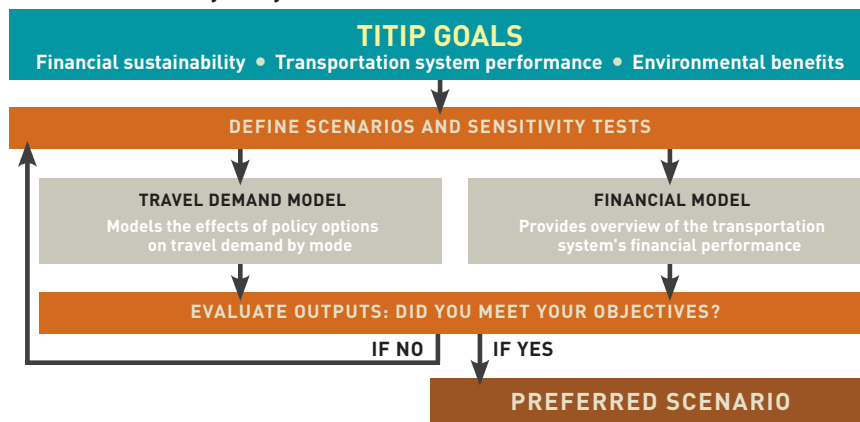 TITIP GOALS
Financial sustainability • Transportation system performance • Environmental benefits
DEFINE SCENARIOS AND SENSITIVITY TESTS
TRAVEL DEMAND MODEL
Models the effects of policy options
on travel demand by mode
FINANCIAL MODEL
Provides overview of the transportation
system's financial performance
EVALUATE OUTPUTS: DID YOU MEET YOUR OBJECTIVES?
IF NO
IF YES
PREFERRED SCENARIO